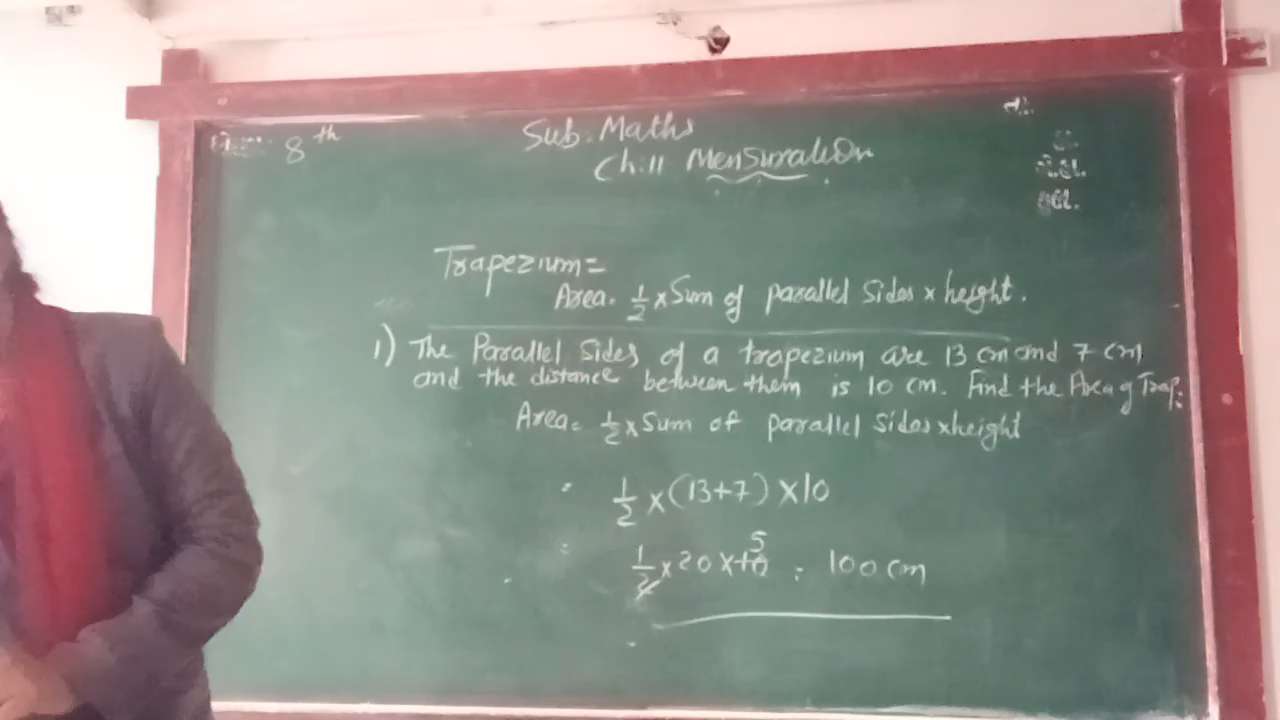 8th
Sub. Maths
Ch:11 Mensuration
Trapezium=
Area = 1/2 x Sum of parallel Sides x height.
1) The Parallel Sides of a trapezium are 13 cm and 7 cm
and the distance between them is 10 cm. Find the Area of Trap:
Area = 1/2 x Sum of parallel Sides x height
= 1/2 x (13+7) x 10
= 1/2 x 20 x 10 5 = 100 cm